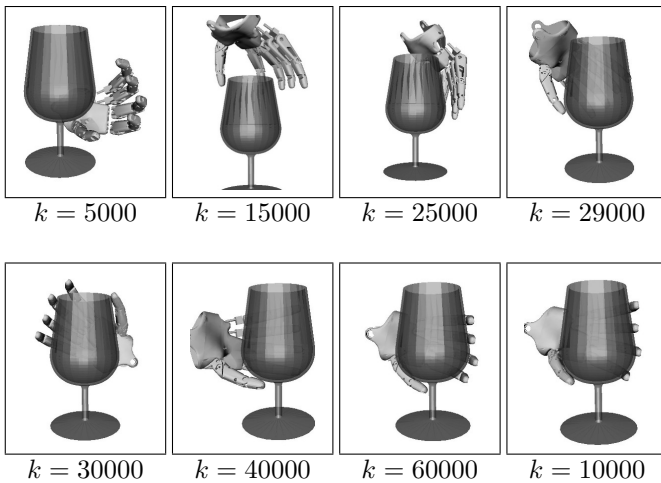 k = 5000 k = 15000 k = 25000 k = 29000
k = 30000 k = 40000 k = 60000 k = 10000